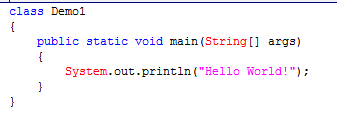 class Demo1
{
    public static void main(String[] args)
    {
        System.out.println("Hello World!");
    }
}